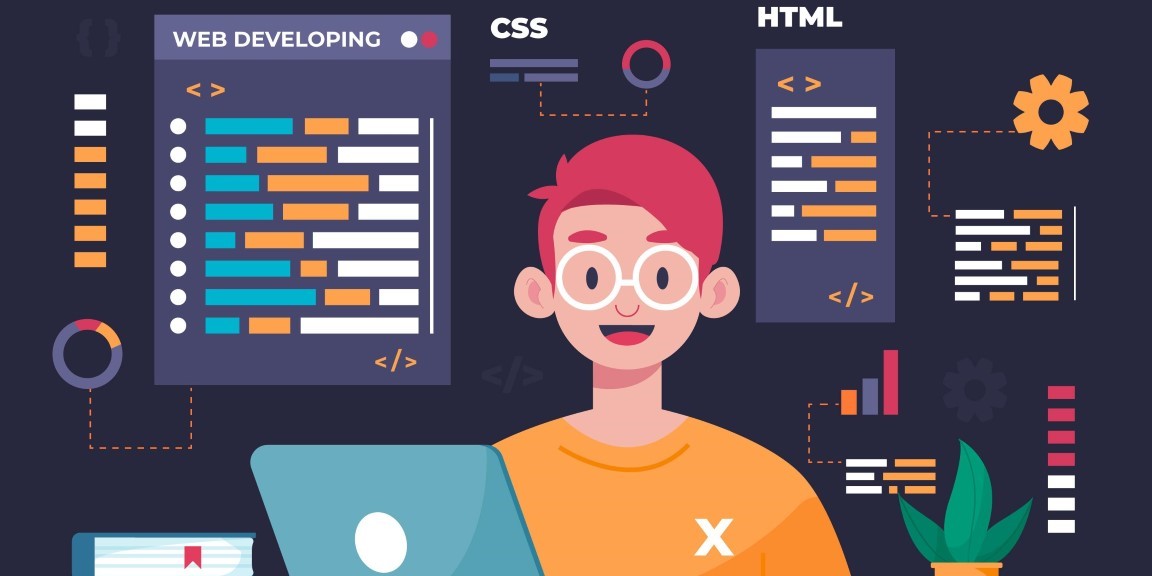 { }
WEB DEVELOPING
< >
</>
CSS
</>
HTML
< >
</>
X